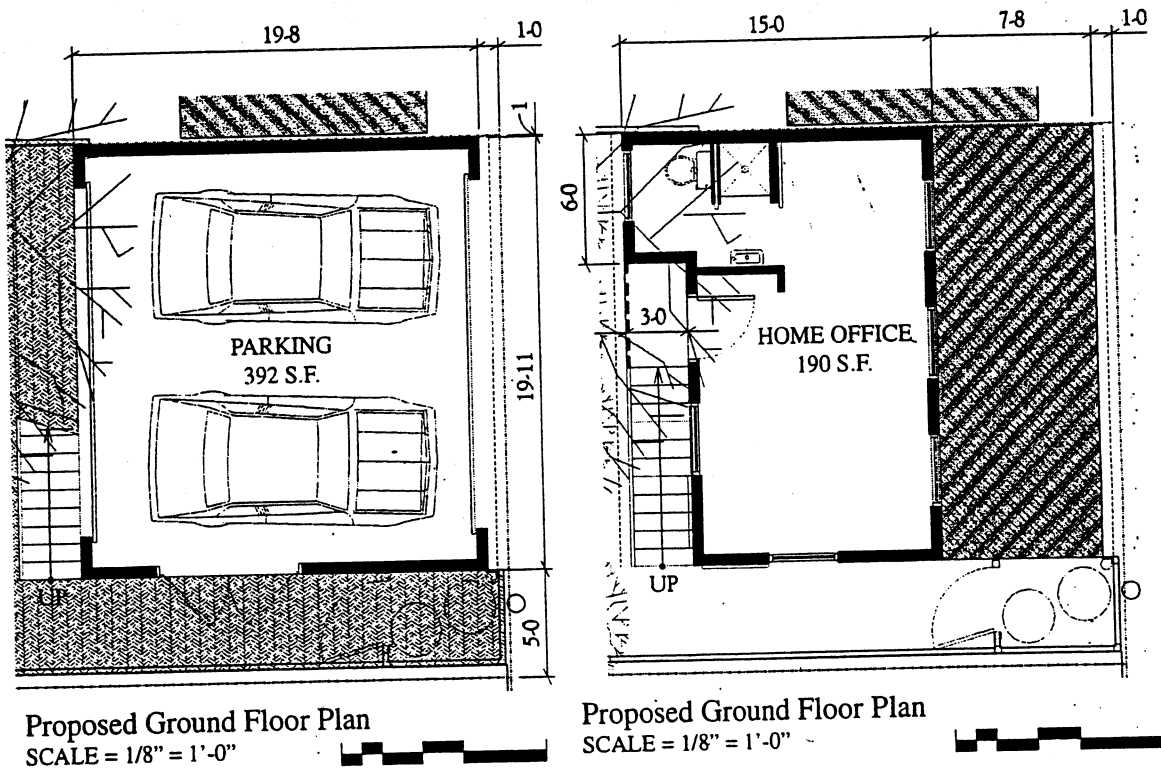 19-8
1-0
15-0
7-8
1-0
1
6-0
PARKING
392 S.F.
19-11
3-0
HOME OFFICE
190 S.F.
UP
UP
5-0
Proposed Ground Floor Plan
SCALE = 1/8" = 1'-0"
Proposed Ground Floor Plan
SCALE = 1/8" = 1'-0"